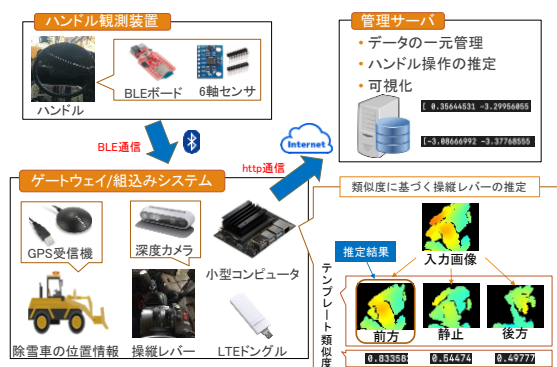 ハンドル観測装置
ハンドル
BLEボード
6軸センサ
BLE通信
管理サーバ
・データの一元管理
・ハンドル操作の推定
・可視化
[ 0.35644531 -3.29956055
[-3.08666992 -3.37768555
Internet
http通信
ゲートウェイ/組込みシステム
GPS受信機
深度カメラ
小型コンピュータ
除雪車の位置情報
操縦レバー
LTEドングル
類似度に基づく操縦レバーの推定
推定結果
入力画像
テンプレート
前方
静止
後方
類似度
0.83358
0.54474
0.49777